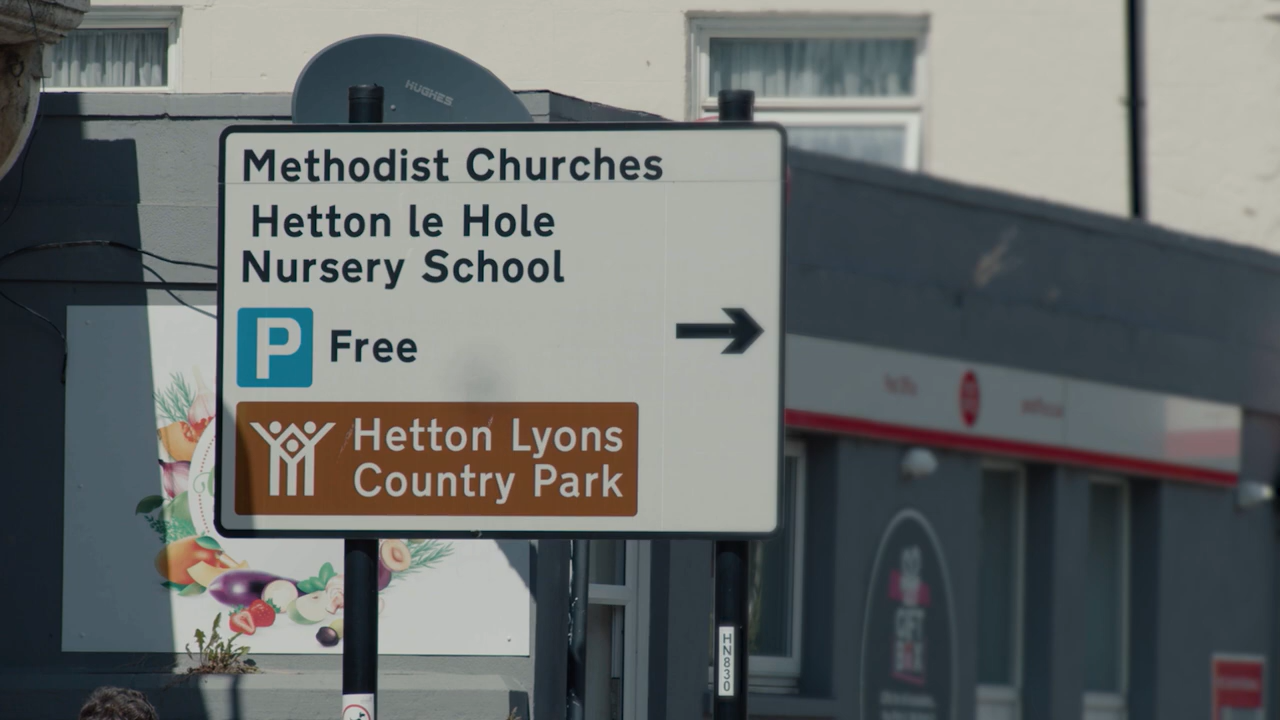 HUGHES
Methodist Churches
Hetton le Hole
Nursery School
P Free
Hetton Lyons
Country Park
HN830